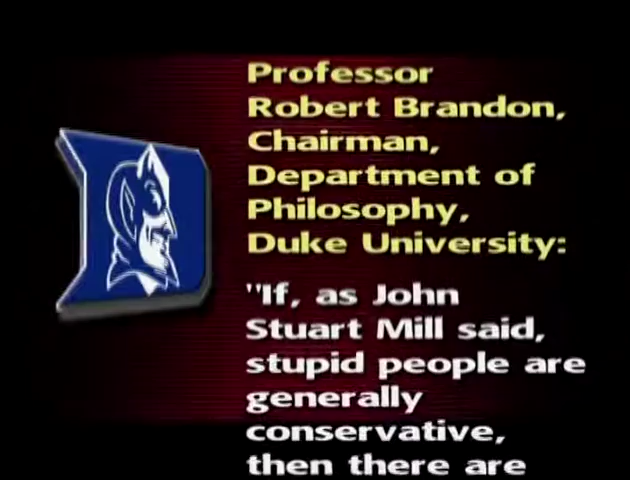 Professor
Robert Brandon,
Chairman,
Department of
Philosophy,
Duke University:
"If, as John
Stuart Mill said,
stupid people are
generally
conservative,
then there are